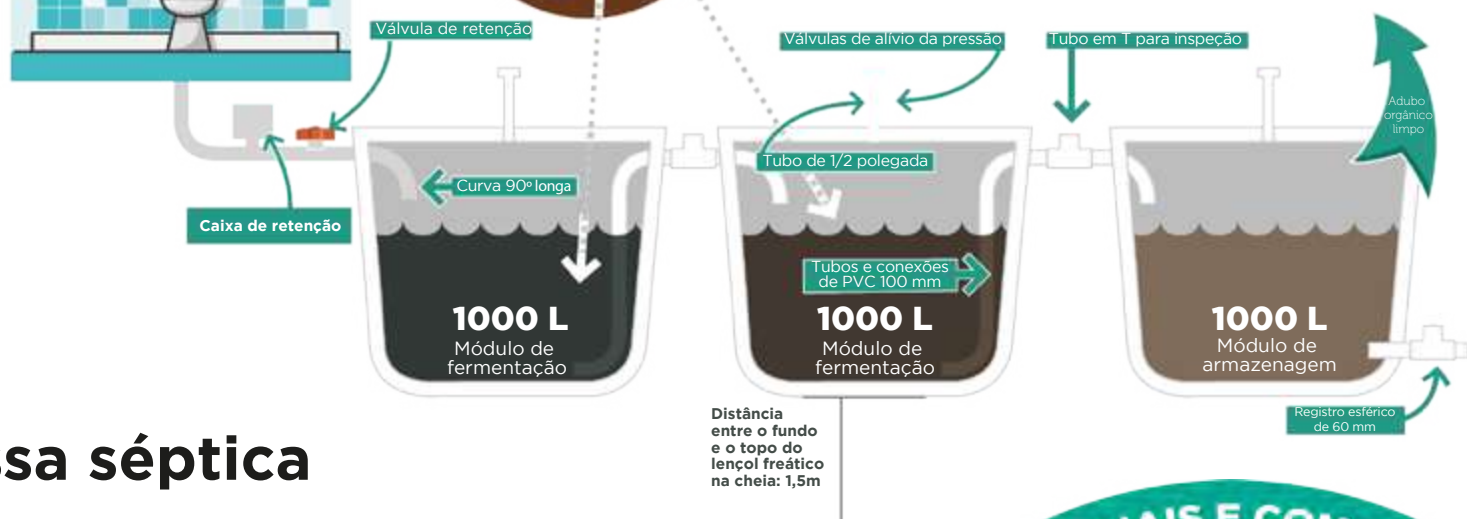 Válvula de retenção
Válvulas de alívio da pressão
Tubo em T para inspeção
Adubo
orgânico
limpo
Tubo de 1/2 polegada
Curva 90º longa
Caixa de retenção
Tubos e conexões
de PVC 100 mm
1000 L
Módulo de
fermentação
1000 L
Módulo de
fermentação
1000 L
Módulo de
armazenagem
Registro esférico
de 60 mm
Distância
entre o fundo
e o topo do
lençol freático
na cheia: 1,5m
ssa séptica
AIS E CON